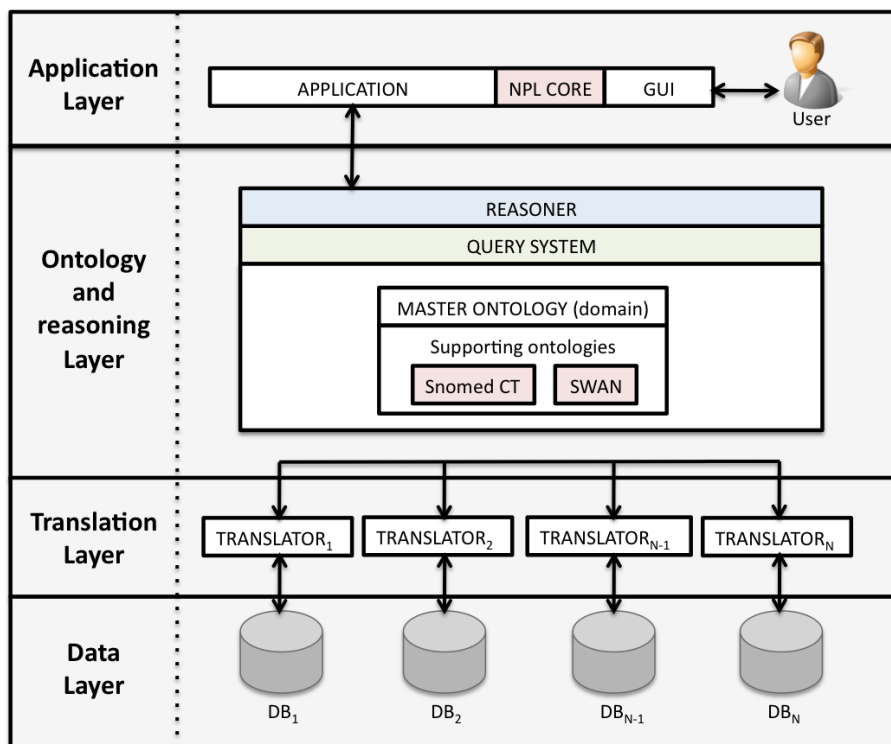 Application
Layer
APPLICATION
NPL CORE
GUI
User
Ontology
and
reasoning
Layer
REASONER
QUERY SYSTEM
MASTER ONTOLOGY (domain)
Supporting ontologies
Snomed CT
SWAN
Translation
Layer
TRANSLATOR1
TRANSLATOR2
TRANSLATORN-1
TRANSLATORN
Data
Layer
DB1
DB2
DBN-1
DBN